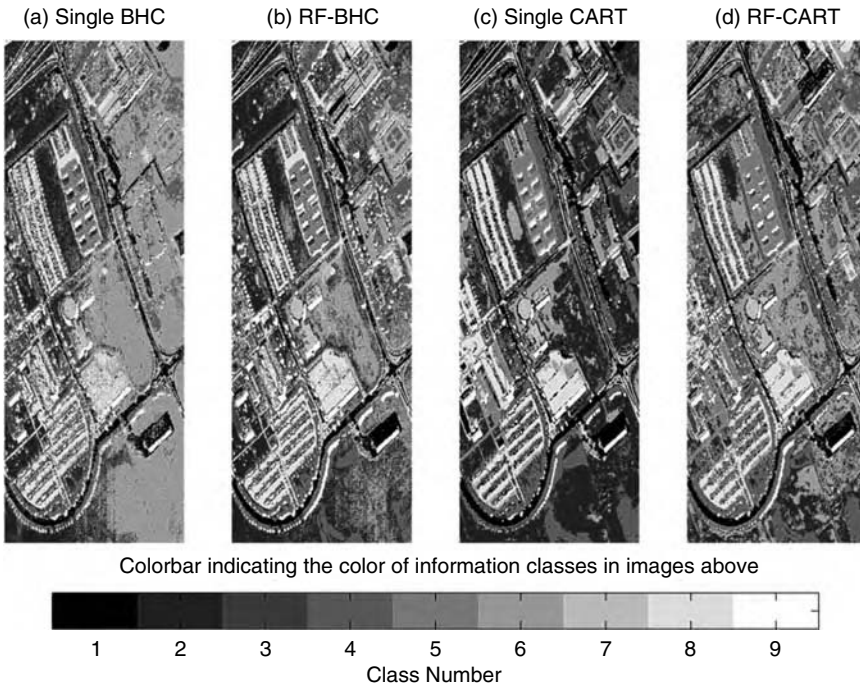 (a) Single BHC (b) RF-BHC (c) Single CART (d) RF-CART
Colorbar indicating the color of information classes in images above
1 2 3 4 5 6 7 8 9
Class Number